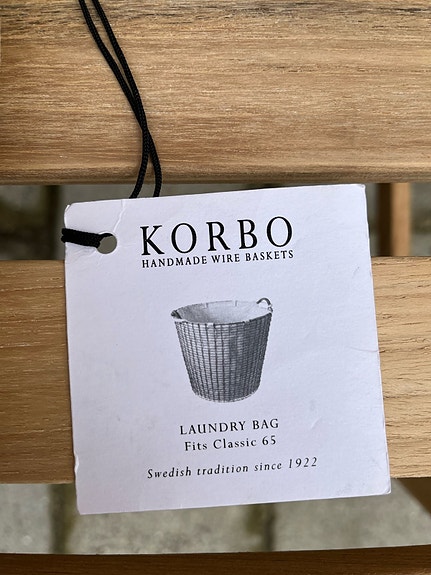 KORBO
HANDMADE WIRE BASKETS
LAUNDRY BAG
Fits Classic 65
Swedish tradition since 1922